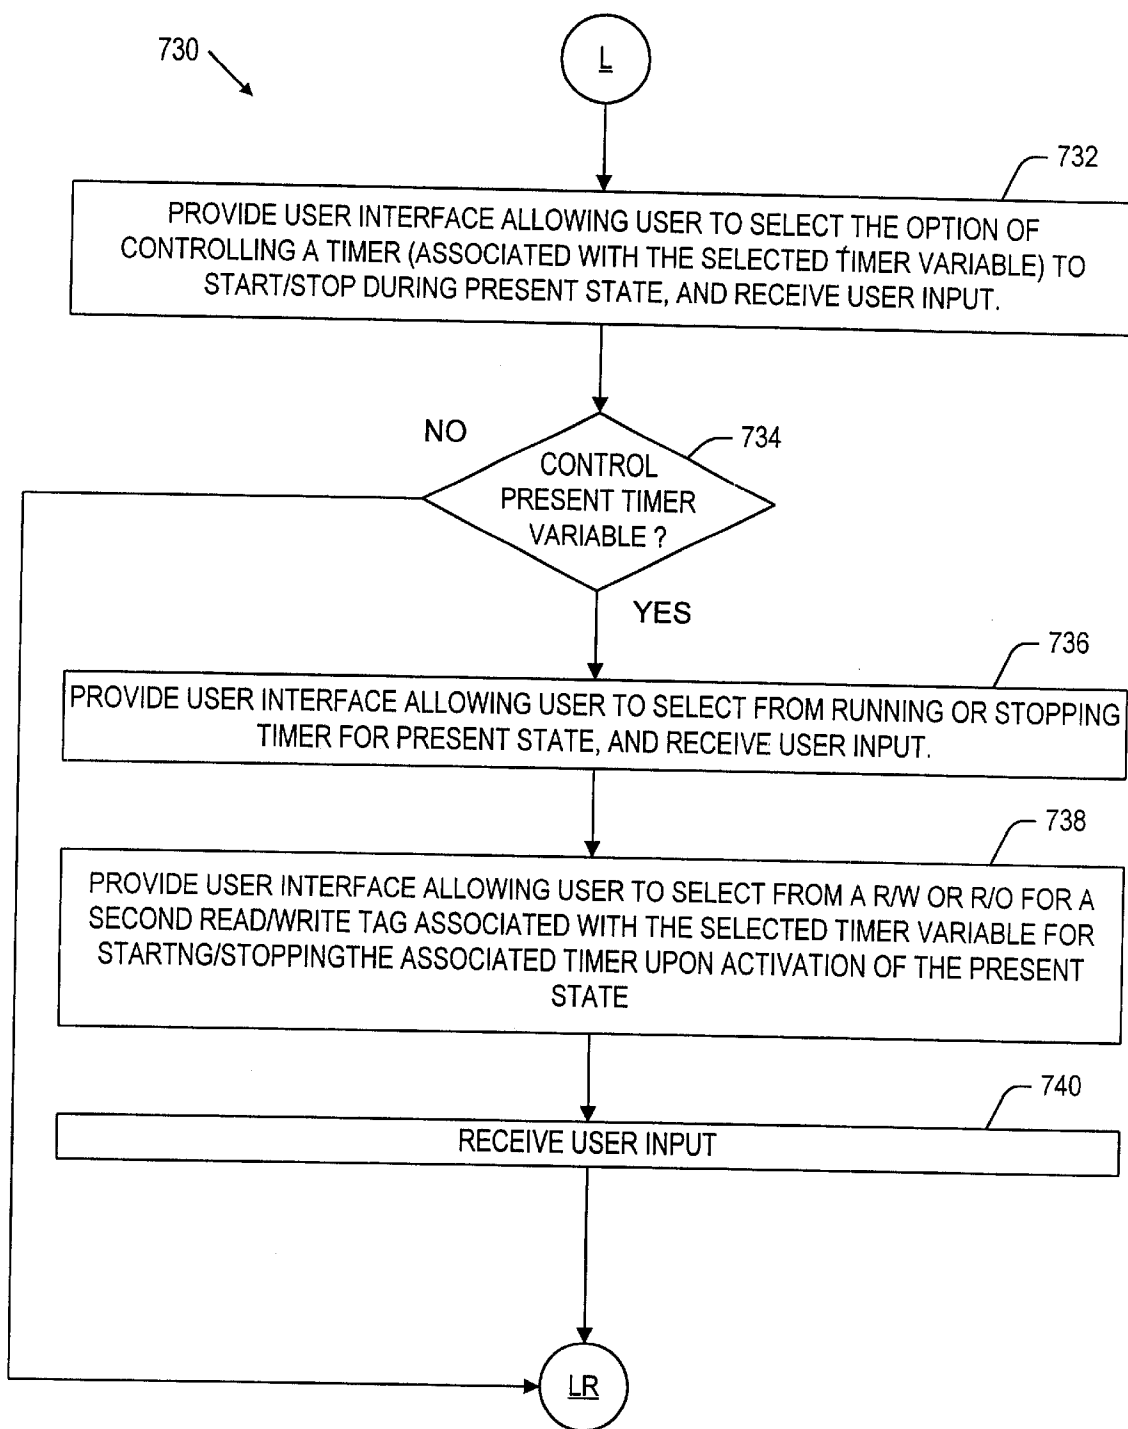 730
L
732
PROVIDE USER INTERFACE ALLOWING USER TO SELECT THE OPTION OF
CONTROLLING A TIMER (ASSOCIATED WITH THE SELECTED TIMER VARIABLE) TO
START/STOP DURING PRESENT STATE, AND RECEIVE USER INPUT.
NO
734
CONTROL
PRESENT TIMER
VARIABLE ?
YES
736
PROVIDE USER INTERFACE ALLOWING USER TO SELECT FROM RUNNING OR STOPPING
TIMER FOR PRESENT STATE, AND RECEIVE USER INPUT.
738
PROVIDE USER INTERFACE ALLOWING USER TO SELECT FROM A R/W OR R/O FOR A
SECOND READ/WRITE TAG ASSOCIATED WITH THE SELECTED TIMER VARIABLE FOR
STARTNG/STOPPINGTHE ASSOCIATED TIMER UPON ACTIVATION OF THE PRESENT
STATE
740
RECEIVE USER INPUT
LR